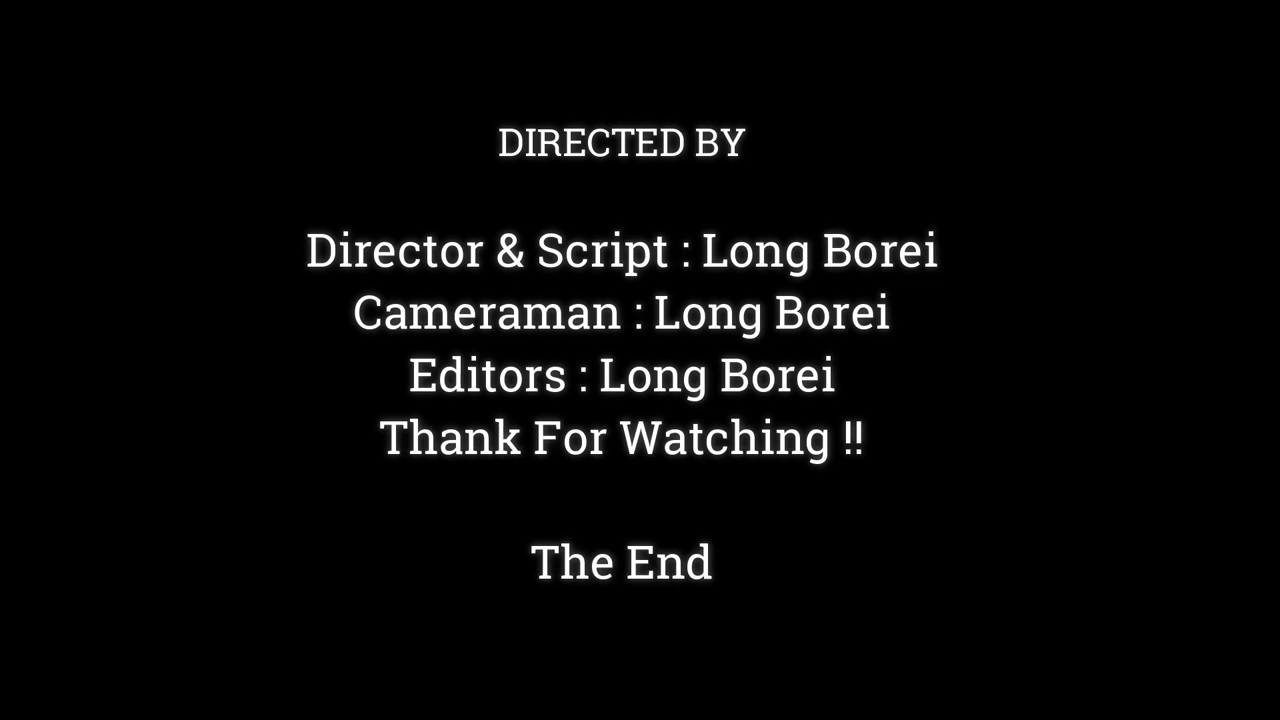 DIRECTED BY
Director & Script : Long Borei
Cameraman : Long Borei
Editors : Long Borei
Thank For Watching !!
The End